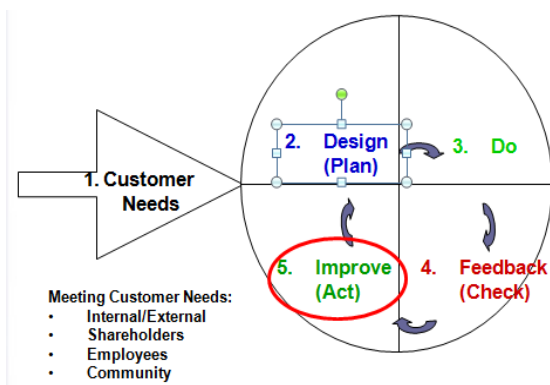 1. Customer
Needs
2. Design
(Plan)
3. Do
5. Improve
(Act)
4. Feedback
(Check)
Meeting Customer Needs:
• Internal/External
• Shareholders
• Employees
• Community